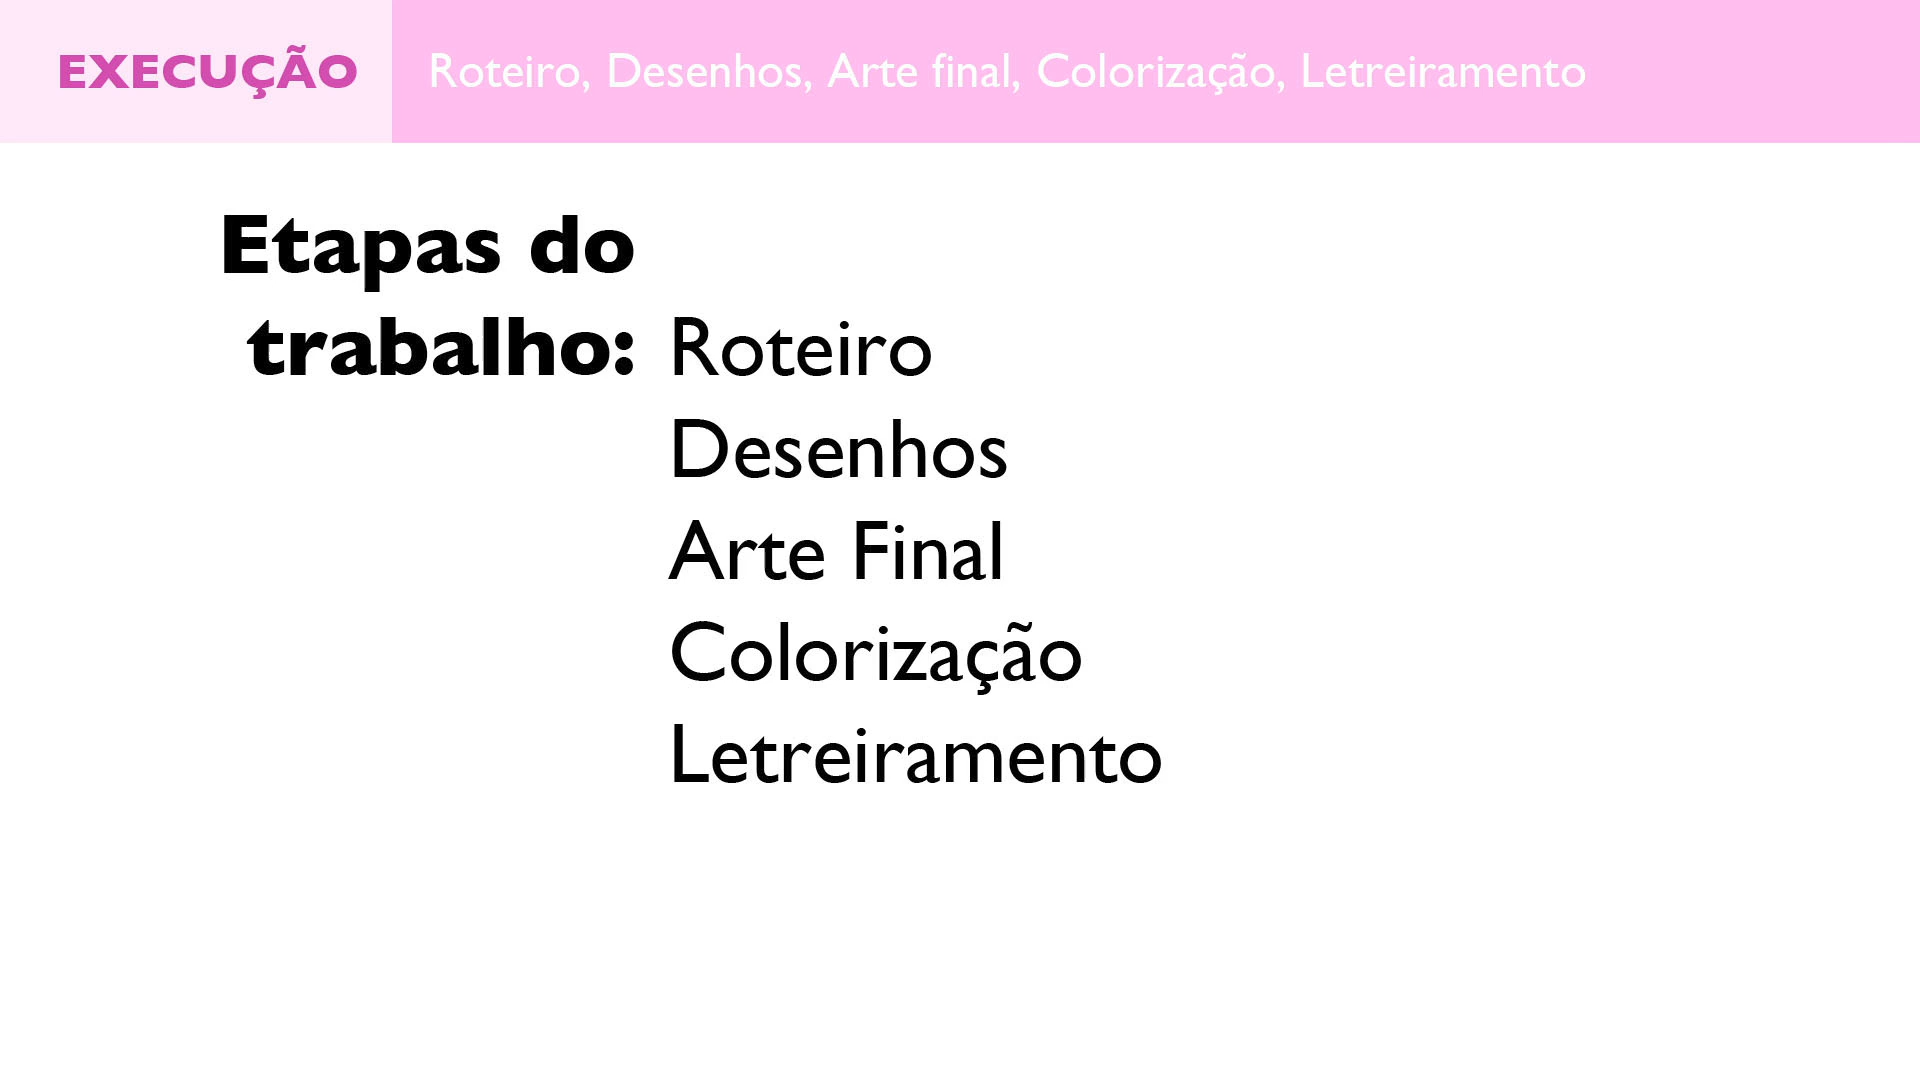 EXECUÇÃO
Roteiro, Desenhos, Arte final, Colorização, Letreiramento
Etapas do
trabalho:
Roteiro
Desenhos
Arte Final
Colorização
Letreiramento